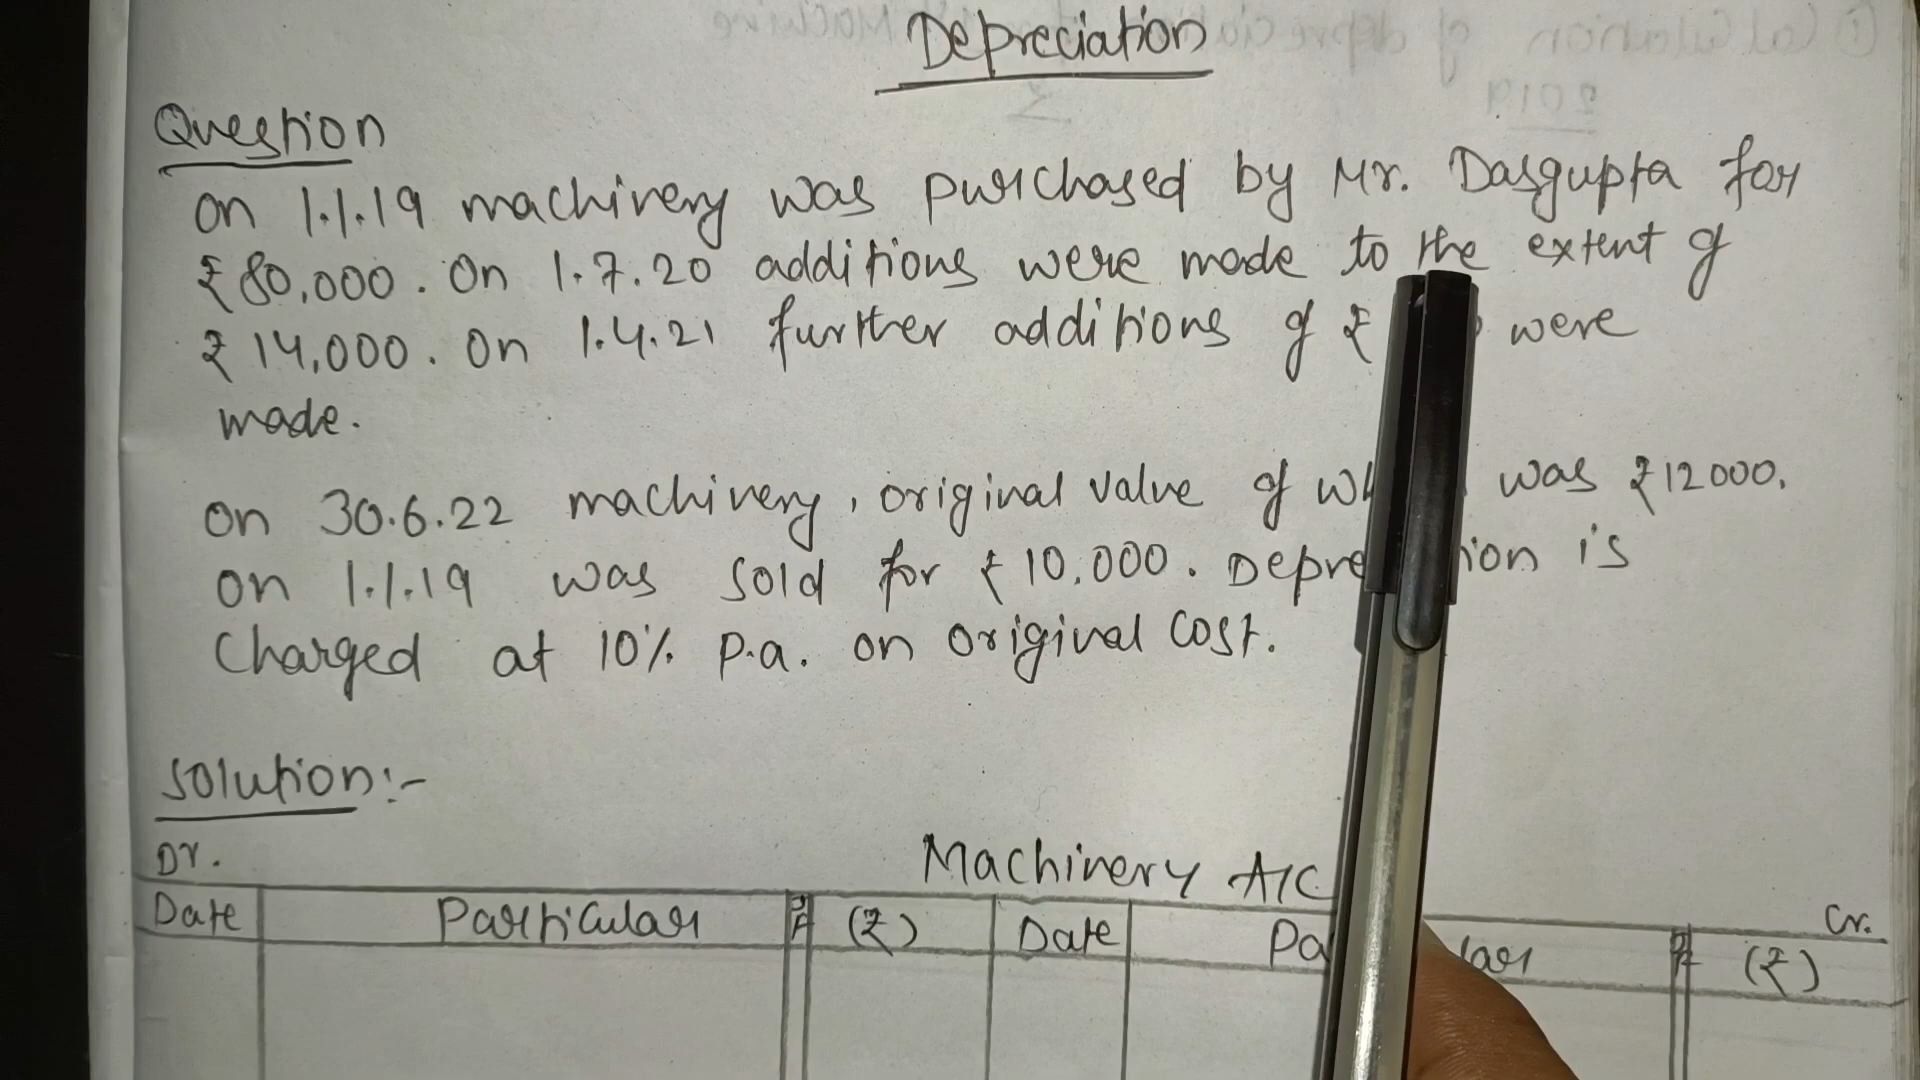 Depreciation
Question
On 1.1.19 machinery was purchased by Mr. Dasgupta for
₹80,000. On 1.7.20 additions were made to the extent of
₹14,000. On 1.4.21 further additions of ₹ were
made.
On 30.6.22 machinery, original value of was ₹12000.
on 1.1.19 was sold for ₹10,000. is
Charged at 10% p.a. on original cost.
Solution:-
Dr. Machinery A/C Cr.
Date Particular (₹) Date (₹)